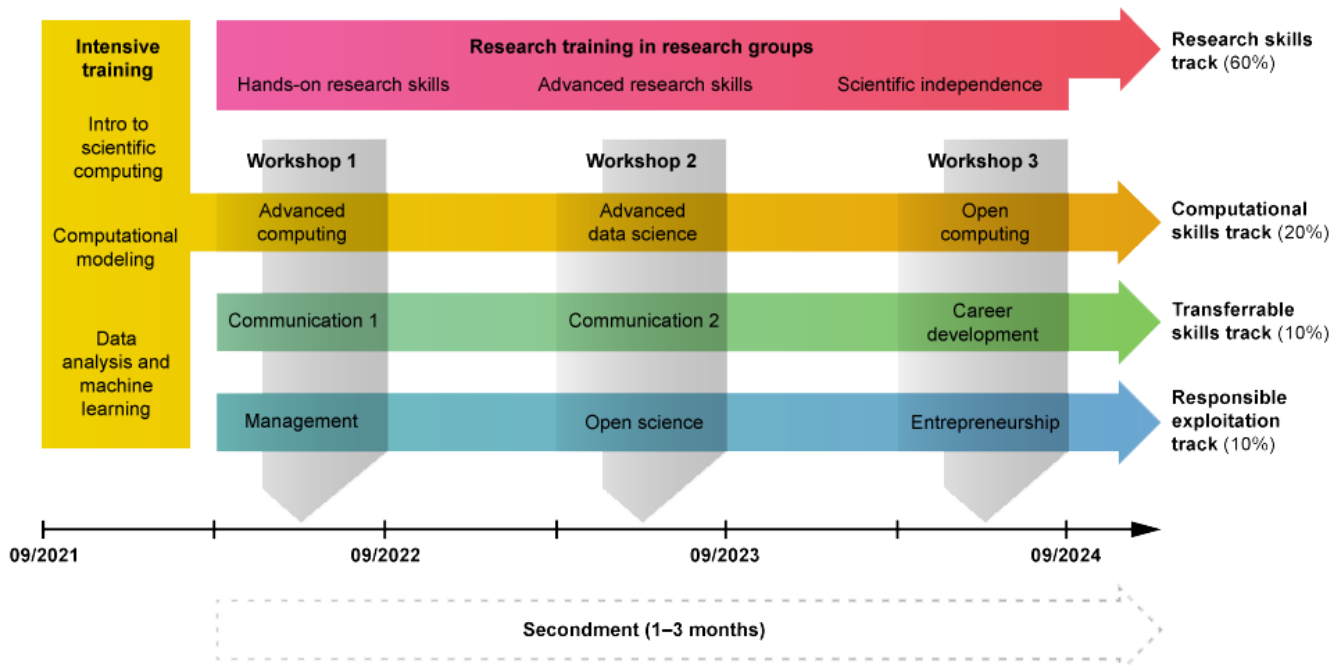 Intensive
training
Intro to
scientific
computing
Computational
modeling
Data
analysis and
machine
learning
Research training in research groups
Hands-on research skills
Advanced research skills
Scientific independence
Research skills
track (60%)
Workshop 1
Workshop 2
Workshop 3
Advanced
computing
Advanced
data science
Open
computing
Computational
skills track (20%)
Communication 1
Communication 2
Career
development
Transferrable
skills track (10%)
Management
Open science
Entrepreneurship
Responsible
exploitation
track (10%)
09/2021
09/2022
09/2023
09/2024
Secondment (1–3 months)